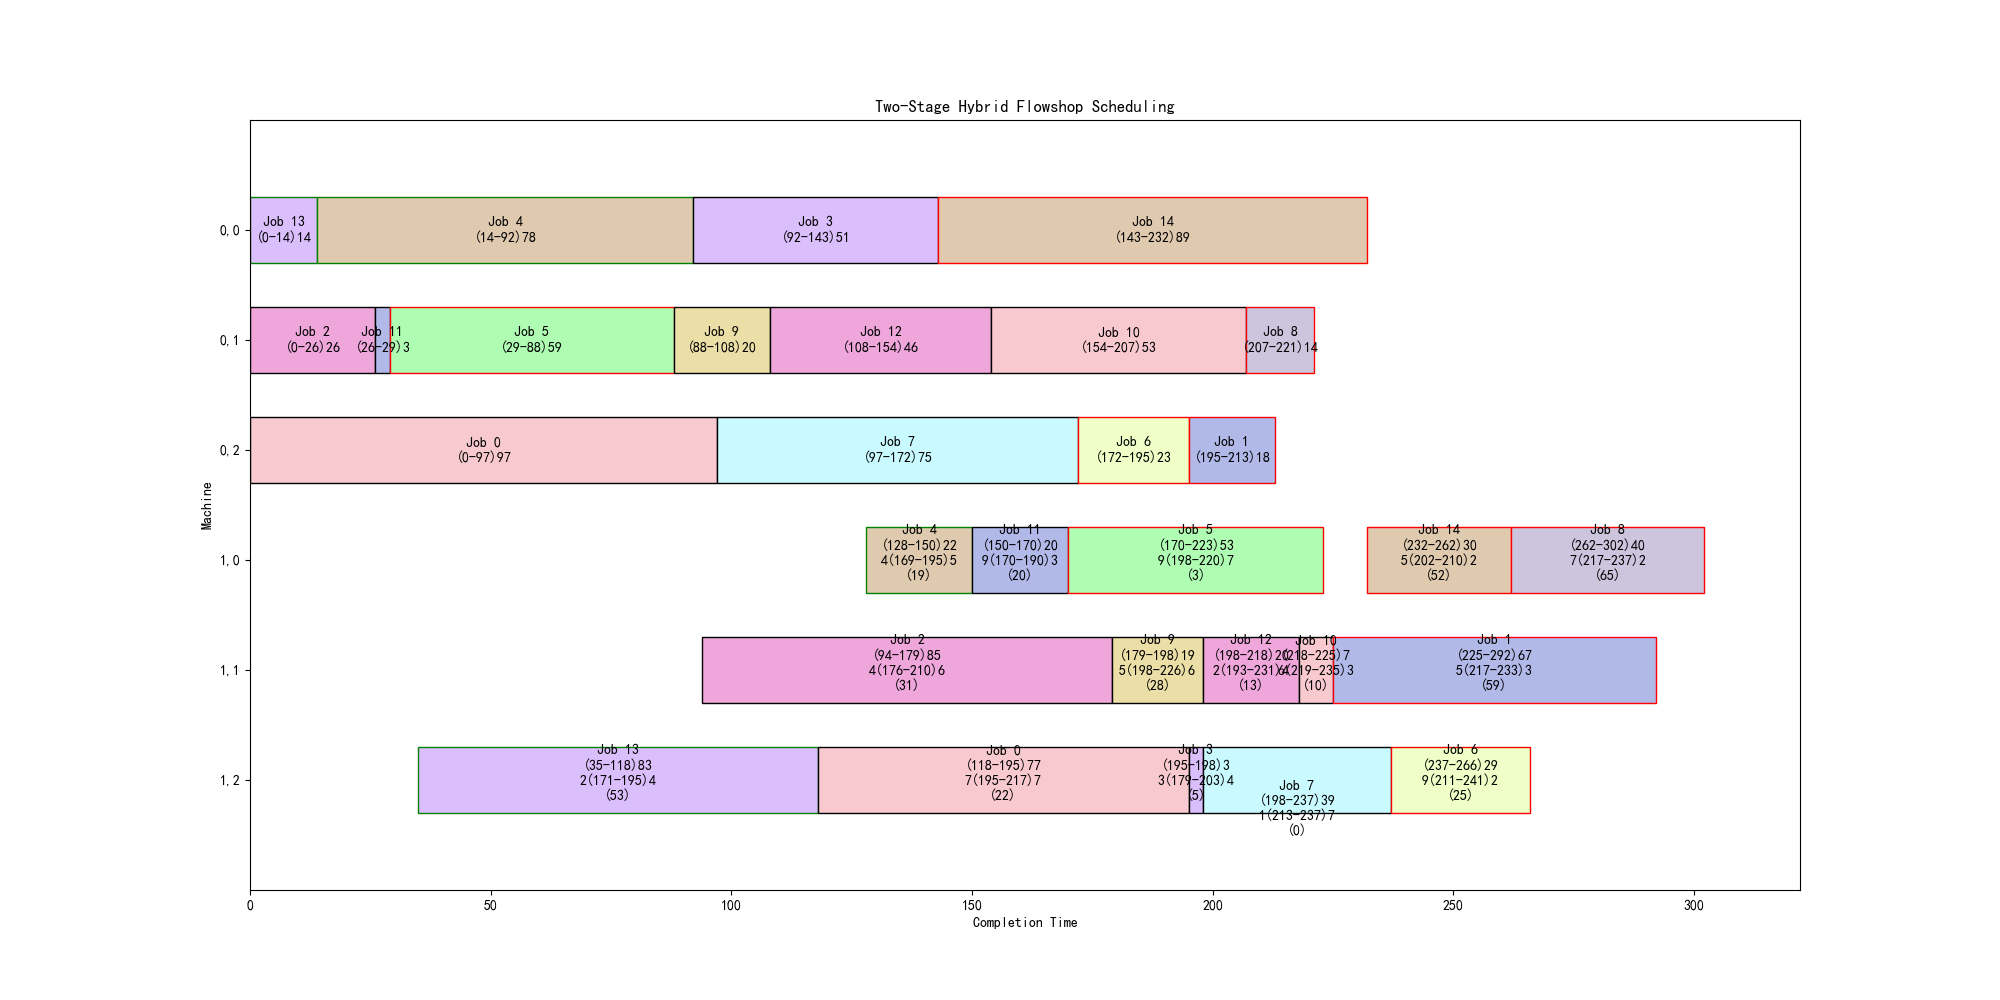 Two-Stage Hybrid Flowshop Scheduling
Machine
0,0
Job 13
(0-14)14
Job 4
(14-92)78
Job 3
(92-143)51
Job 14
(143-232)89
0,1
Job 2
(0-26)26
Job 11
(26-29)3
Job 5
(29-88)59
Job 9
(88-108)20
Job 12
(108-154)46
Job 10
(154-207)53
Job 8
(207-221)14
0,2
Job 0
(0-97)97
Job 7
(97-172)75
Job 6
(172-195)23
Job 1
(195-213)18
1,0
Job 4
(128-150)22
4(169-195)5
(19)
Job 11
(150-170)20
9(170-190)3
(20)
Job 5
(170-223)53
9(198-220)7
(3)
Job 14
(232-262)30
5(202-210)2
(52)
Job 8
(262-302)40
7(217-237)2
(65)
1,1
Job 2
(94-179)85
4(176-210)6
(31)
Job 9
(179-198)19
5(198-226)6
(28)
Job 12
(198-218)20
2(193-231)4
(13)
Job 10
(218-225)7
6(219-235)3
(10)
Job 1
(225-292)67
5(217-233)3
(59)
1,2
Job 13
(35-118)83
2(171-195)4
(53)
Job 0
(118-195)77
7(195-217)7
(22)
Job 3
(195-198)3
3(179-203)4
(5)
Job 7
(198-237)39
1(213-237)7
(0)
Job 6
(237-266)29
9(211-241)2
(25)
0
50
100
150
200
250
300
Completion Time